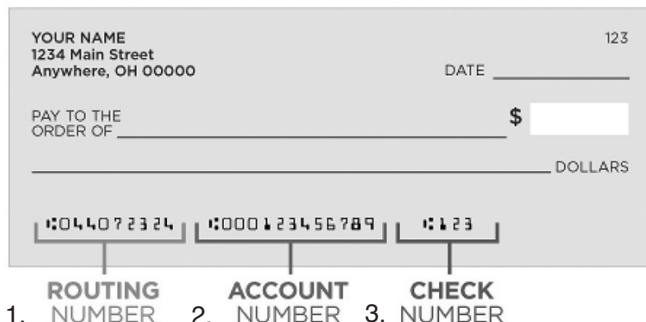 YOUR NAME 123
1234 Main Street
Anywhere, OH 00000
DATE
PAY TO THE
ORDER OF $
DOLLARS
⑆044072324 ⑆000123456789 ⑆123
ROUTING ACCOUNT CHECK
1. NUMBER 2. NUMBER 3. NUMBER